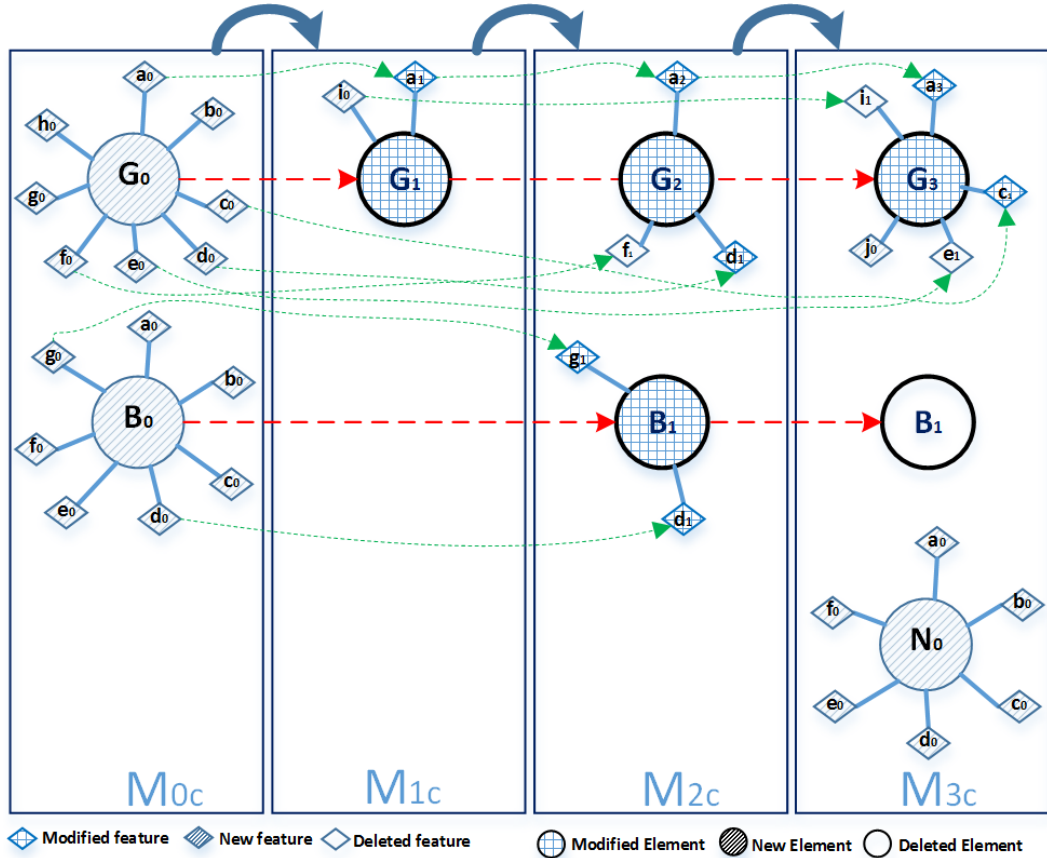 a0 a1 a2 a3
h0 b0 i0 i1
G0 G1 G2 G3
g0 c0 c1
f0 e0 d0 f1 d1 j0 e1
a0
g0 b0 g1
B0 B1 B1
f0 c0
e0 d0 d1
a0
f0 b0
N0
e0 c0
d0
M0c M1c M2c M3c
Modified feature New feature Deleted feature Modified Element New Element Deleted Element